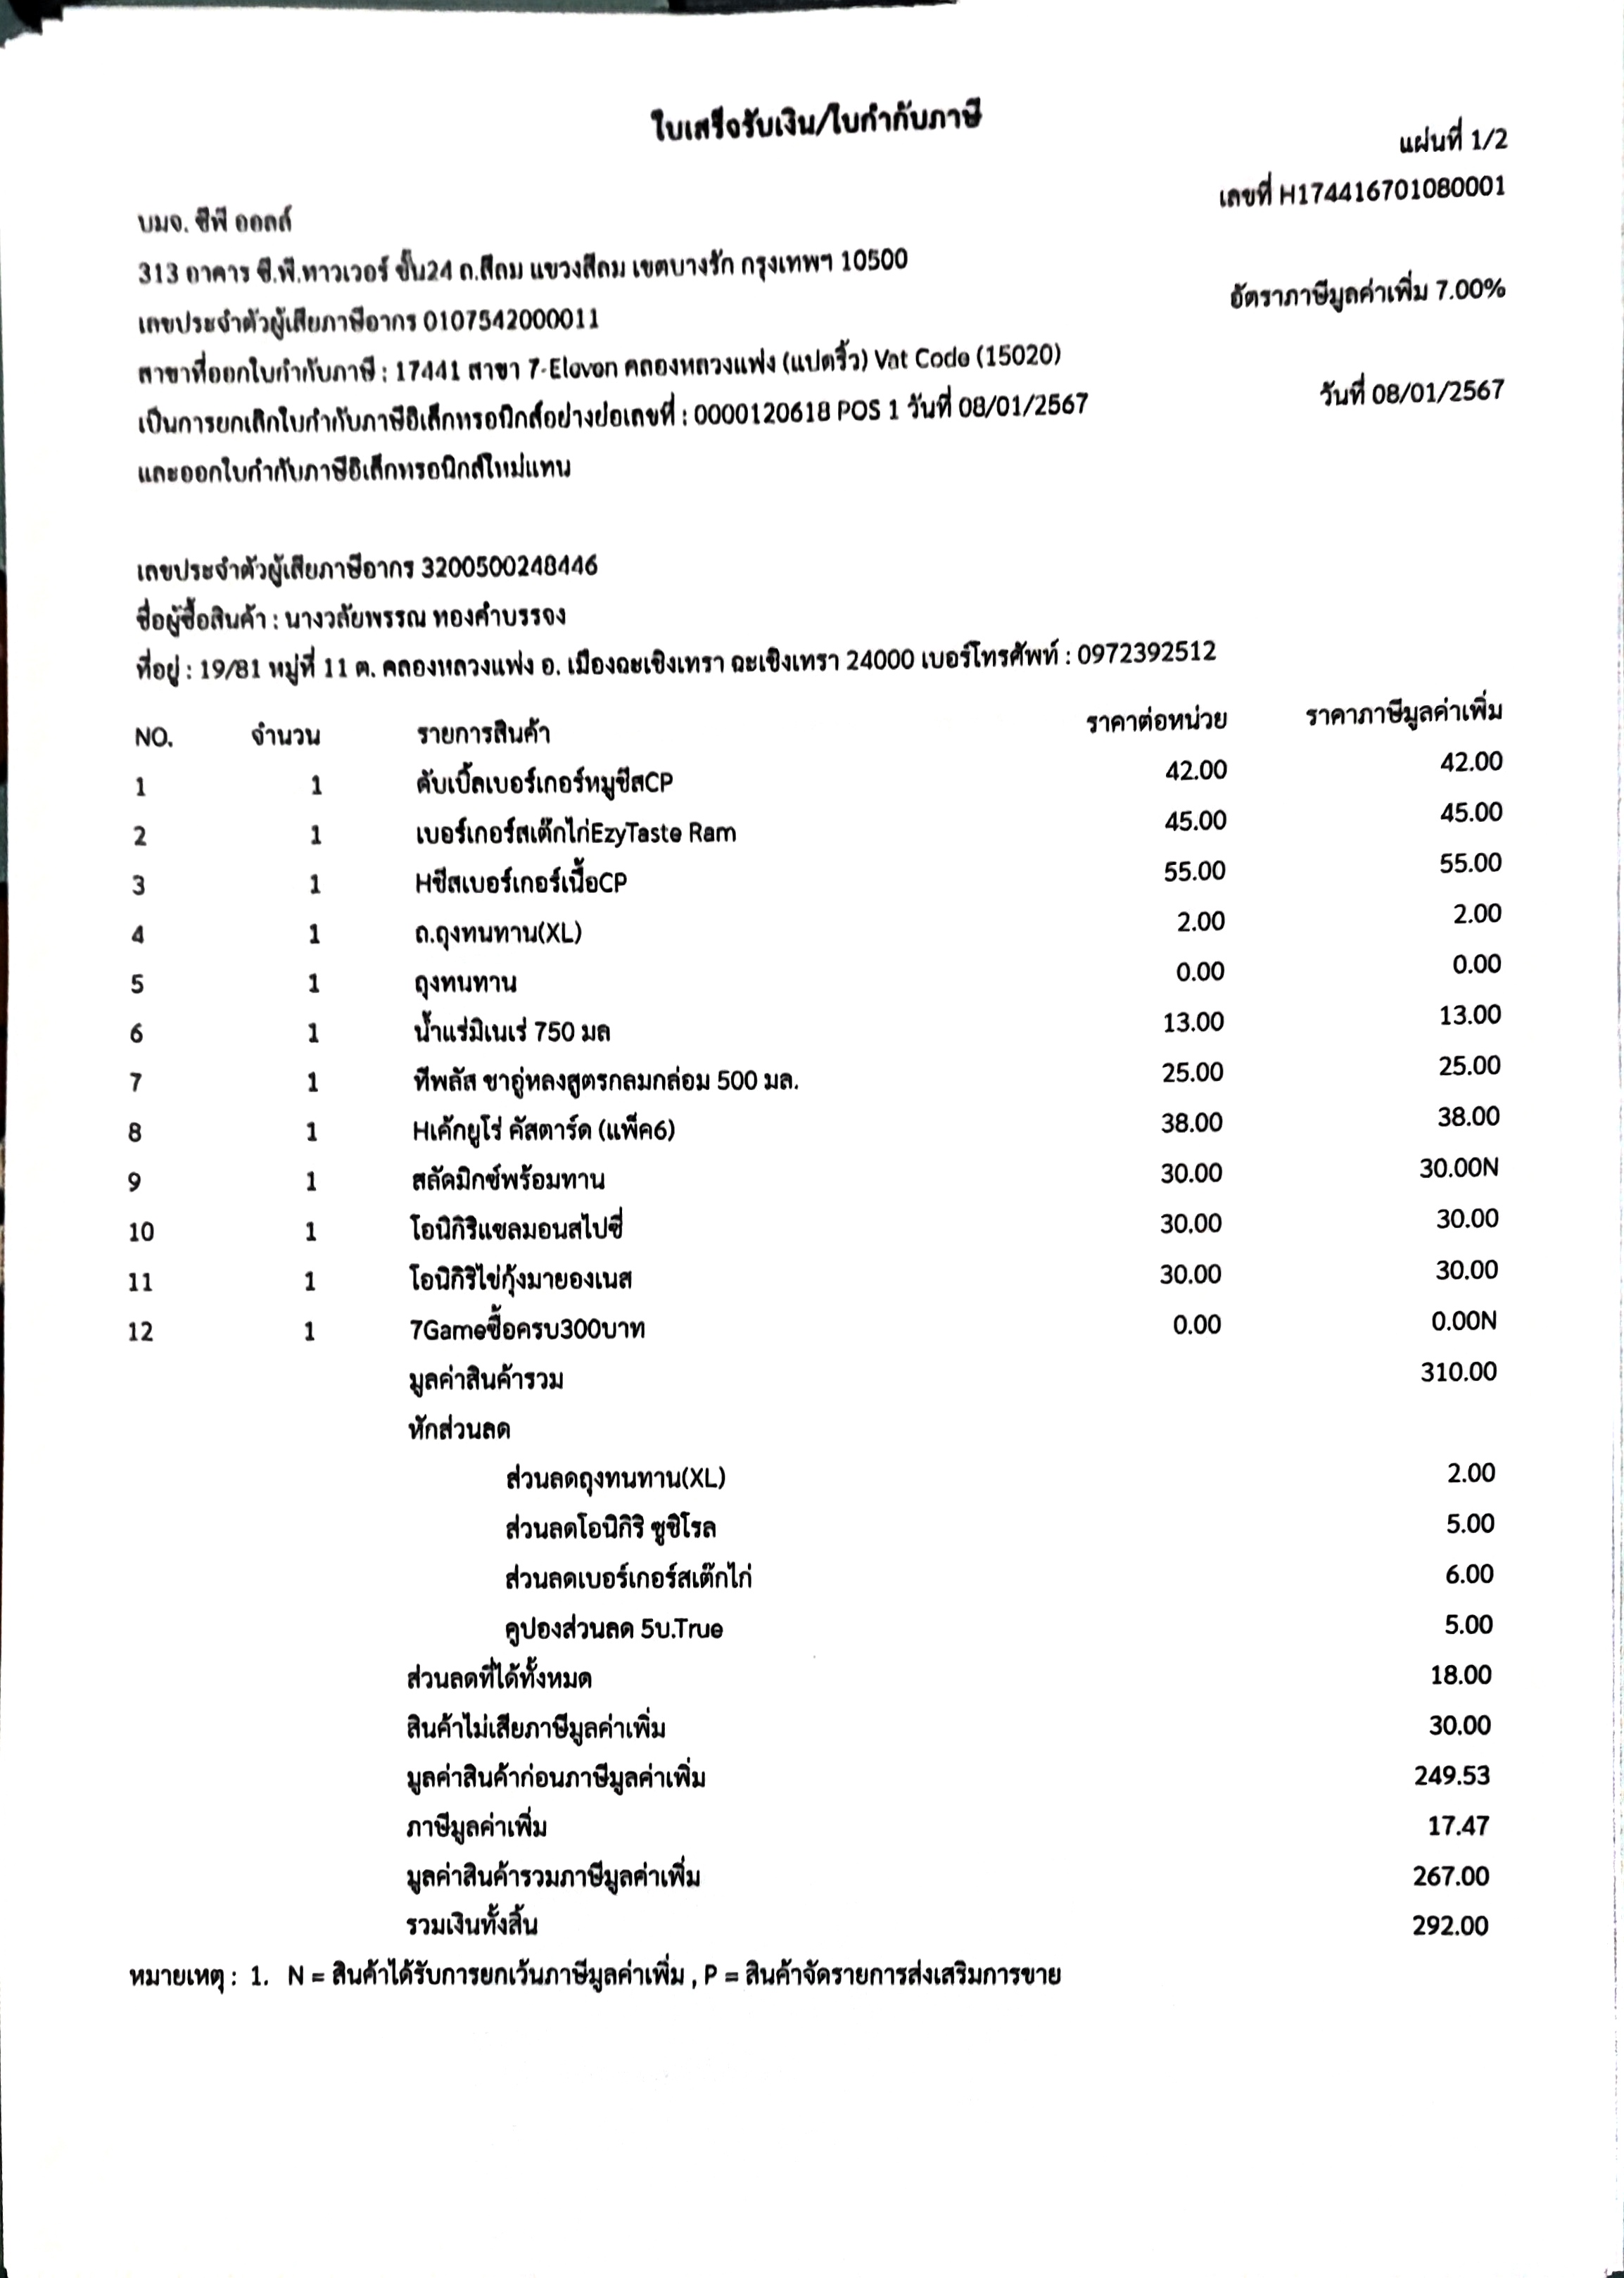 ใบเสร็จรับเงิน/ใบกำกับภาษี
แผ่นที่ 1/2
เลขที่ H174416701080001
บมจ. ซีพี ออลล์
313 อาคาร ซี.พี.ทาวเวอร์ ชั้น24 ถ.สีลม แขวงสีลม เขตบางรัก กรุงเทพฯ 10500
อัตราภาษีมูลค่าเพิ่ม 7.00%
เลขประจำตัวผู้เสียภาษีอากร 0107542000011
สาขาที่ออกใบกำกับภาษี : 17441 สาขา 7-Eleven คลองหลวงแพ่ง (แปดริ้ว) Vat Code (15020)
วันที่ 08/01/2567
เป็นการยกเลิกใบกำกับภาษีอิเล็กทรอนิกส์อย่างย่อเลขที่ : 0000120618 POS 1 วันที่ 08/01/2567
และออกใบกำกับภาษีอิเล็กทรอนิกส์ใหม่แทน
เลขประจำตัวผู้เสียภาษีอากร 3200500248446
ชื่อผู้ซื้อสินค้า : นางวลัยพรรณ ทองคำบรรจง
ที่อยู่ : 19/81 หมู่ที่ 11 ต. คลองหลวงแพ่ง อ. เมืองฉะเชิงเทรา ฉะเชิงเทรา 24000 เบอร์โทรศัพท์ : 0972392512
NO. จำนวน รายการสินค้า ราคาต่อหน่วย ราคาภาษีมูลค่าเพิ่ม
1 1 ดับเบิ้ลเบอร์เกอร์หมูชีสCP 42.00 42.00
2 1 เบอร์เกอร์สเต๊กไก่EzyTaste Ram 45.00 45.00
3 1 Hชีสเบอร์เกอร์เนื้อCP 55.00 55.00
4 1 ถ.ถุงทนทาน(XL) 2.00 2.00
5 1 ถุงทนทาน 0.00 0.00
6 1 น้ำแร่มิเนเร่ 750 มล 13.00 13.00
7 1 ทีพลัส ชาอู่หลงสูตรกลมกล่อม 500 มล. 25.00 25.00
8 1 Hเค้กยูโร่ คัสตาร์ด (แพ็ค6) 38.00 38.00
9 1 สลัดมิกซ์พร้อมทาน 30.00 30.00N
10 1 โอนิกิริแซลมอนสไปซี่ 30.00 30.00
11 1 โอนิกิริไข่กุ้งมายองเนส 30.00 30.00
12 1 7Gameซื้อครบ300บาท 0.00 0.00N
มูลค่าสินค้ารวม 310.00
หักส่วนลด
ส่วนลดถุงทนทาน(XL) 2.00
ส่วนลดโอนิกิริ ซูชิโรล 5.00
ส่วนลดเบอร์เกอร์สเต๊กไก่ 6.00
คูปองส่วนลด 5บ.True 5.00
ส่วนลดที่ได้ทั้งหมด 18.00
สินค้าไม่เสียภาษีมูลค่าเพิ่ม 30.00
มูลค่าสินค้าก่อนภาษีมูลค่าเพิ่ม 249.53
ภาษีมูลค่าเพิ่ม 17.47
มูลค่าสินค้ารวมภาษีมูลค่าเพิ่ม 267.00
รวมเงินทั้งสิ้น 292.00
หมายเหตุ : 1. N = สินค้าได้รับการยกเว้นภาษีมูลค่าเพิ่ม , P = สินค้าจัดรายการส่งเสริมการขาย